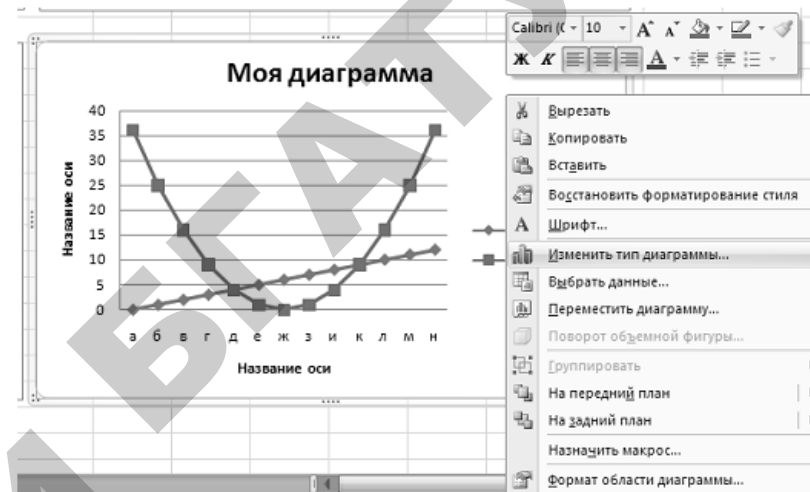 Calibri (С 10
Ж К
Моя диаграмма
40
35
30
25
20
15
10
5
0
Название оси
а б в г д е ж з и к л м н
Название оси
Вырезать
Копировать
Вставить
Восстановить форматирование стиля
Шрифт...
Изменить тип диаграммы...
Выбрать данные...
Переместить диаграмму...
Поворот объемной фигуры...
Группировать
На передний план
На задний план
Назначить макрос...
Формат области диаграммы...
БГАТУ